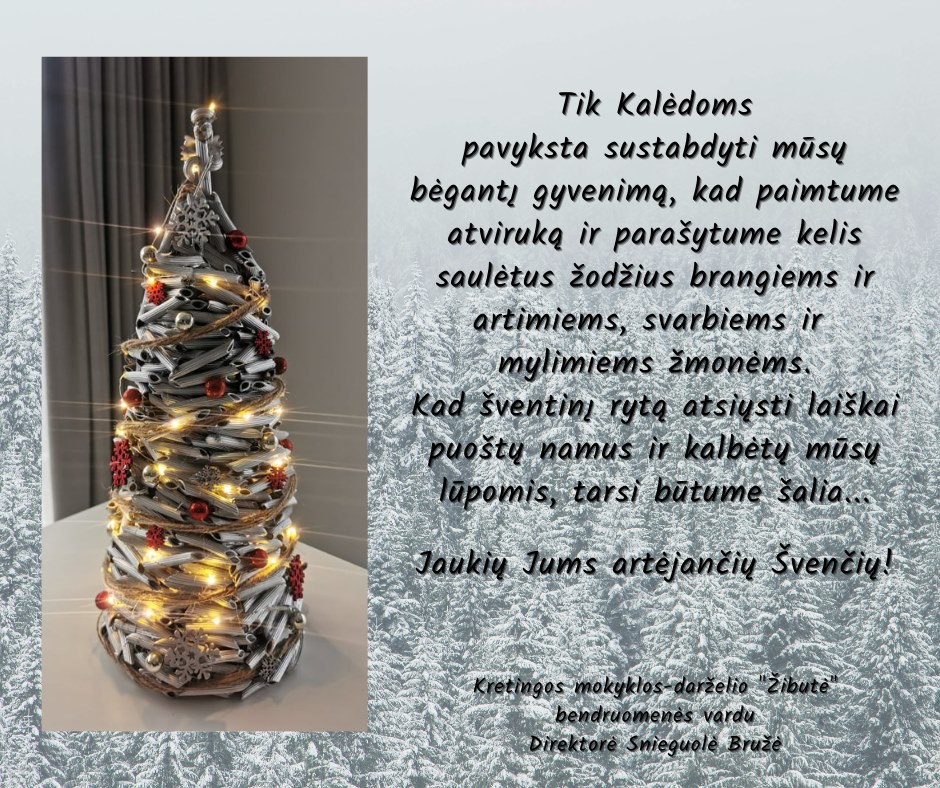 Tik Kalėdoms
pavyksta sustabdyti mūsų
bėgantį gyvenimą, kad paimtume
atviruką ir parašytume kelis
saulėtus žodžius brangiems ir
artimiems, svarbiems ir
mylimiems žmonėms.
Kad šventinį rytą atsiųsti laiškai
puoštų namus ir kalbėtų mūsų
lūpomis, tarsi būtume šalia...
Jaukių Jums artėjančių Švenčių!
Kretingos mokyklos-darželio "Žibutė"
bendruomenės vardu
Direktorė Snieguolė Bružė